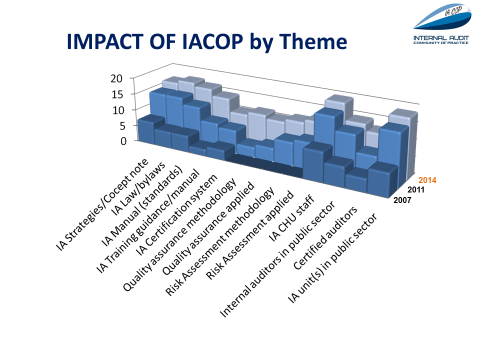 IA COP
INTERNAL AUDIT
COMMUNITY OF PRACTICE
IMPACT OF IACOP by Theme
20
15
10
5
0
2014
2011
2007
IA Strategies/Cocept note
IA Law/bylaws
IA Manual (standards)
IA Training guidance/manual
IA Certification system
Quality assurance methodology
Quality assurance applied
Risk Assessment methodology
Risk Assessment applied
IA CHU staff
Internal auditors in public sector
Certified auditors
IA unit(s) in public sector